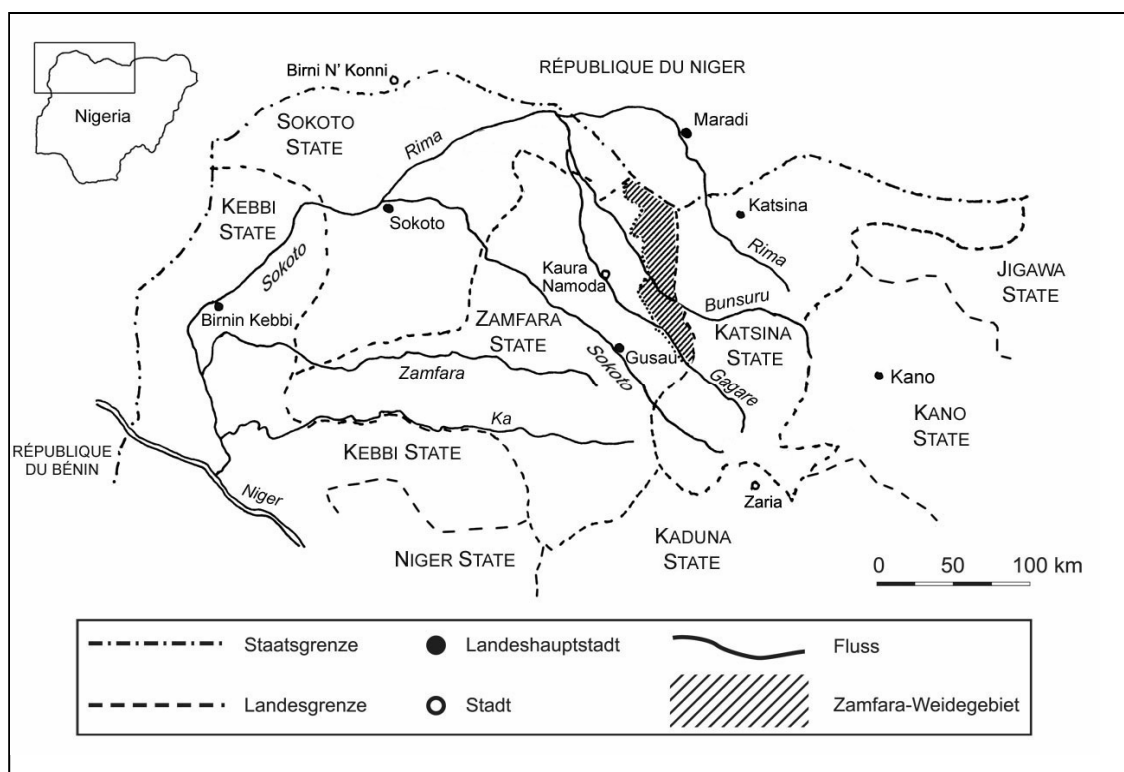 Birni N' Konni
RÉPUBLIQUE DU NIGER
Nigeria
SOKOTO
STATE
Rima
Maradi
KEBBI
STATE
Sokoto
Sokoto
Katsina
Rima
Kaura
Namoda
JIGAWA
STATE
Birnin Kebbi
Bunsuru
ZAMFARA
STATE
KATSINA
STATE
Gusau
Sokoto
Gagare
Zamfara
Kano
KANO
STATE
Ka
RÉPUBLIQUE
DU BÉNIN
KEBBI STATE
Niger
Zaria
KADUNA
STATE
NIGER STATE
0 50 100 km
Staatsgrenze
Landeshauptstadt
Fluss
Landesgrenze
Stadt
Zamfara-Weidegebiet